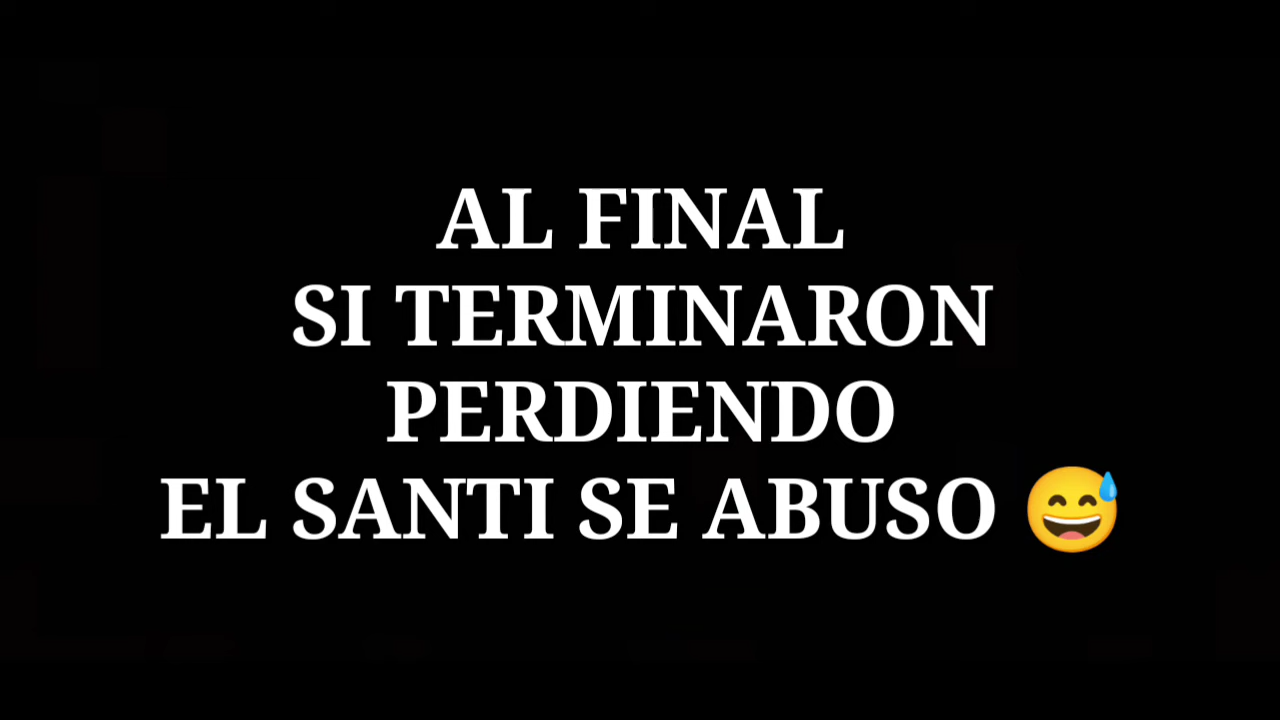 AL FINAL
SI TERMINARON
PERDIENDO
EL SANTI SE ABUSO 😅